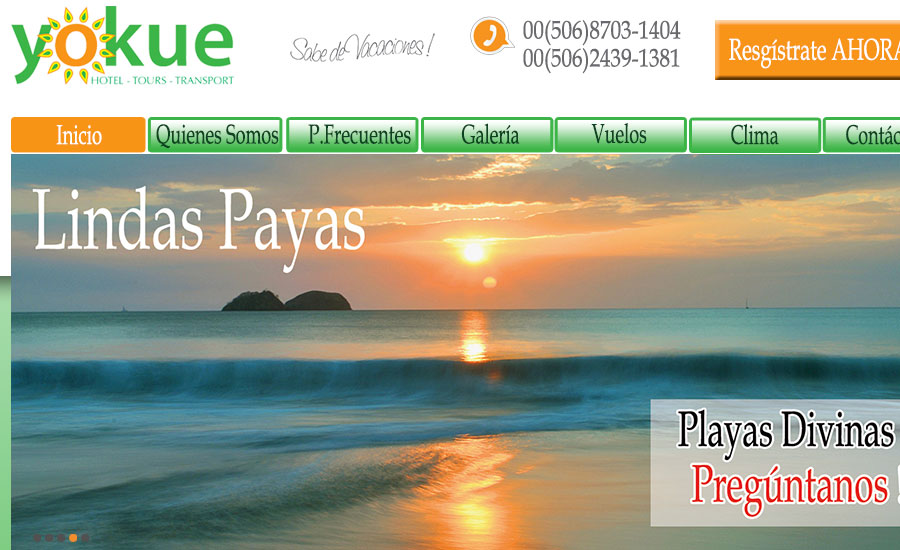 yokue
HOTEL - TOURS - TRANSPORT
Sabe de Vacaciones!
00(506)8703-1404
00(506)2439-1381
Resgístrate AHORA
Inicio
Quienes Somos
P.Frecuentes
Galería
Vuelos
Clima
Contác
Lindas Payas
Playas Divinas
Pregúntanos !